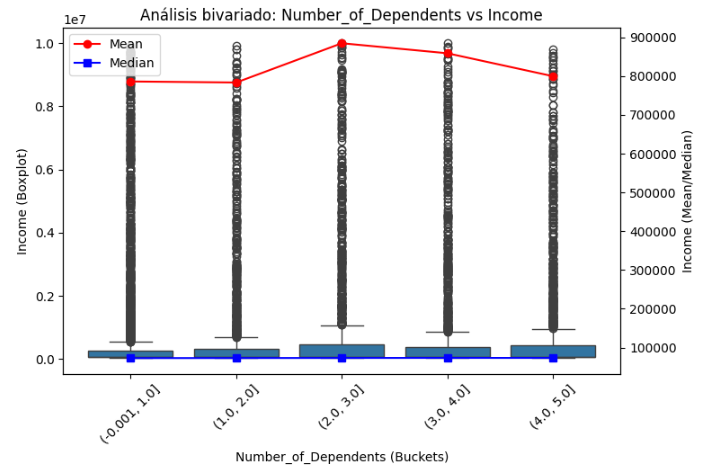 Análisis bivariado: Number_of_Dependents vs Income
1e7
Mean
Median
1.0
0.8
0.6
0.4
0.2
0.0
Income (Boxplot)
900000
800000
700000
600000
500000
400000
300000
200000
100000
Income (Mean/Median)
(-0.001, 1.0]
(1.0, 2.0]
(2.0, 3.0]
(3.0, 4.0]
(4.0, 5.0]
Number_of_Dependents (Buckets)